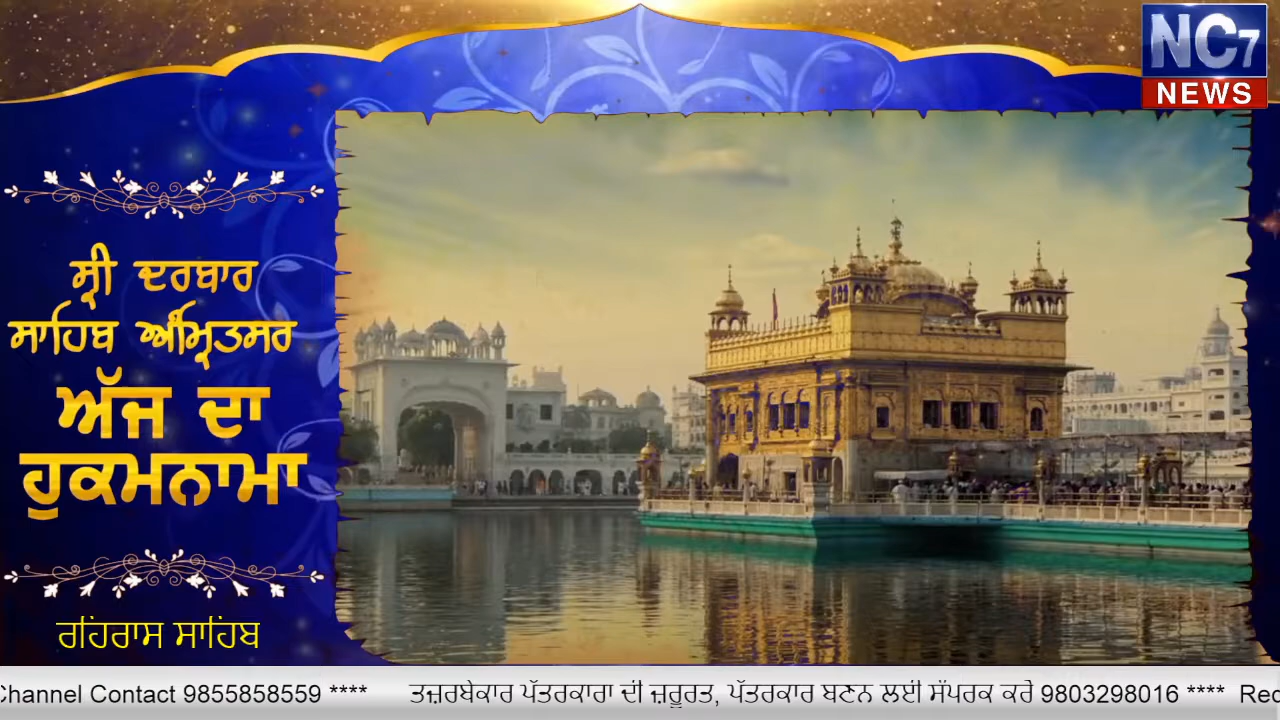 NC7
NEWS
ਸ੍ਰੀ ਦਰਬਾਰ
ਸਾਹਿਬ ਅੰਮ੍ਰਿਤਸਰ
ਅੱਜ ਦਾ
ਹੁਕਮਨਾਮਾ
ਰਹਿਰਾਸ ਸਾਹਿਬ
Channel Contact 9855858559 **** ਤਜ਼ਰਬੇਕਾਰ ਪੱਤਰਕਾਰਾਂ ਦੀ ਜ਼ਰੂਰਤ, ਪੱਤਰਕਾਰ ਬਣਨ ਲਈ ਸੰਪਰਕ ਕਰੋ 9803298016 ****